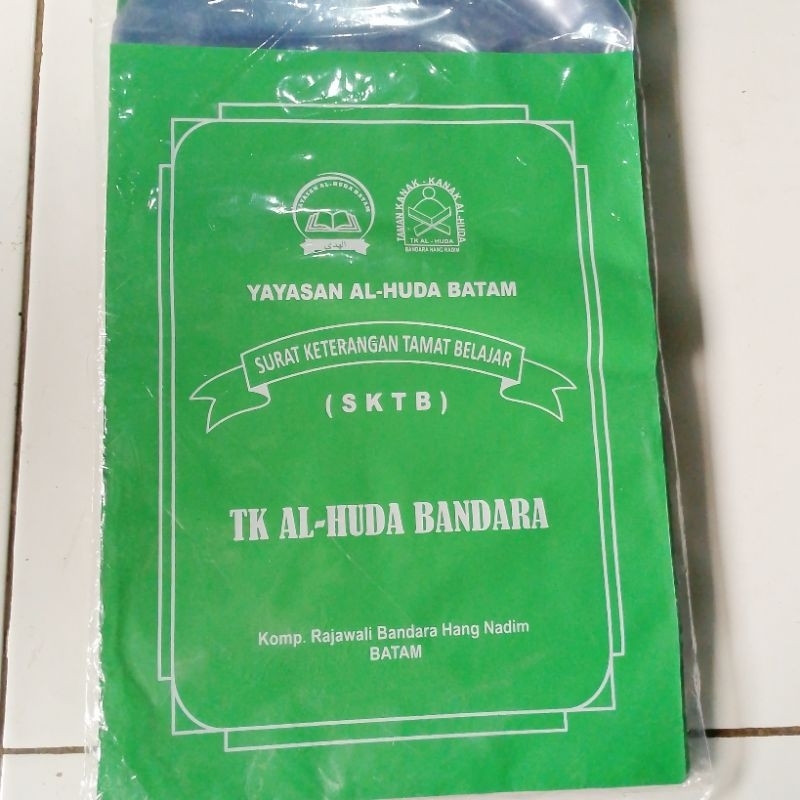 YAYASAN AL-HUDA BATAM
الهدى
TAMAN KANAK - KANAK AL-HUDA
TK AL - HUDA
BANDARA HANG NADIM
YAYASAN AL-HUDA BATAM
SURAT KETERANGAN TAMAT BELAJAR
( S K T B )
TK AL-HUDA BANDARA
Komp. Rajawali Bandara Hang Nadim
BATAM